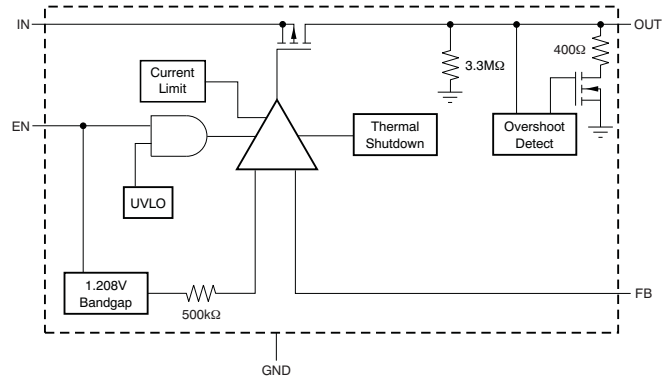 IN
OUT
400Ω
3.3MΩ
Current
Limit
EN
Thermal
Shutdown
Overshoot
Detect
UVLO
1.208V
Bandgap
500kΩ
FB
GND